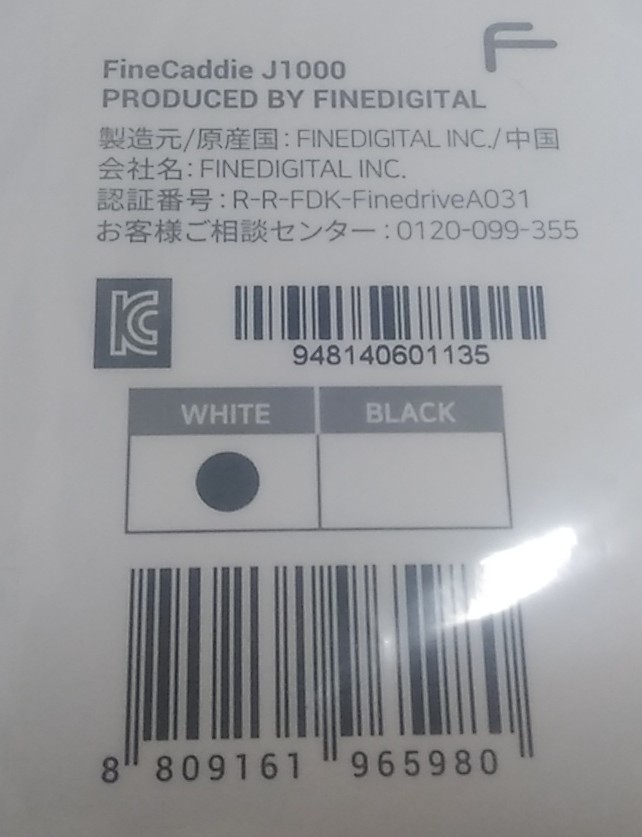 FineCaddie J1000
PRODUCED BY FINEDIGITAL
製造元/原産国:FINEDIGITAL INC./中国
会社名:FINEDIGITAL INC.
認証番号:R-R-FDK-FinedriveA031
お客様ご相談センター:0120-099-355
KC
948140601135
WHITE BLACK
8 809161 965980